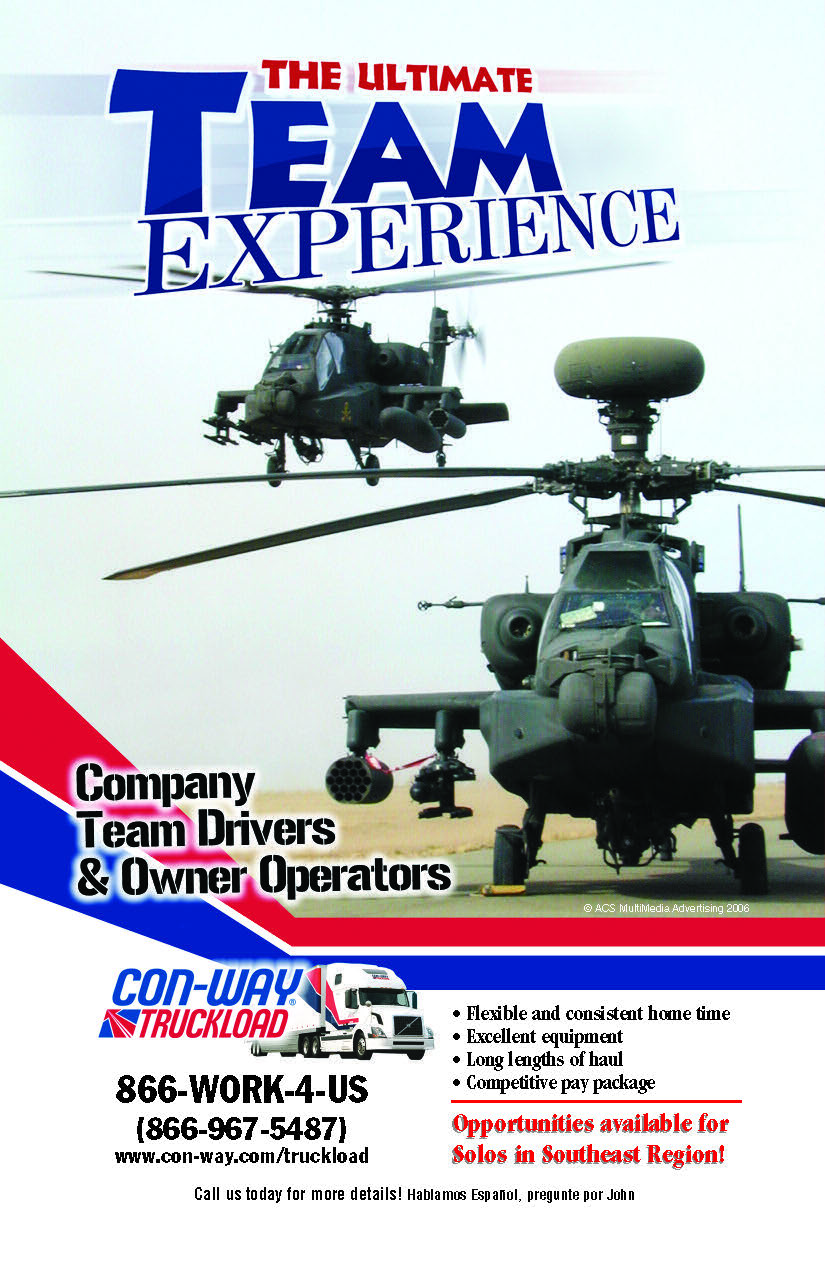 THE ULTIMATE
TEAM
EXPERIENCE
Company
Team Drivers
& Owner Operators
© ACS MultiMedia Advertising 2006
CON-WAY®
TRUCKLOAD
866-WORK-4-US
(866-967-5487)
www.con-way.com/truckload
• Flexible and consistent home time
• Excellent equipment
• Long lengths of haul
• Competitive pay package
Opportunities available for
Solos in Southeast Region!
Call us today for more details! Hablamos Español, pregunte por John